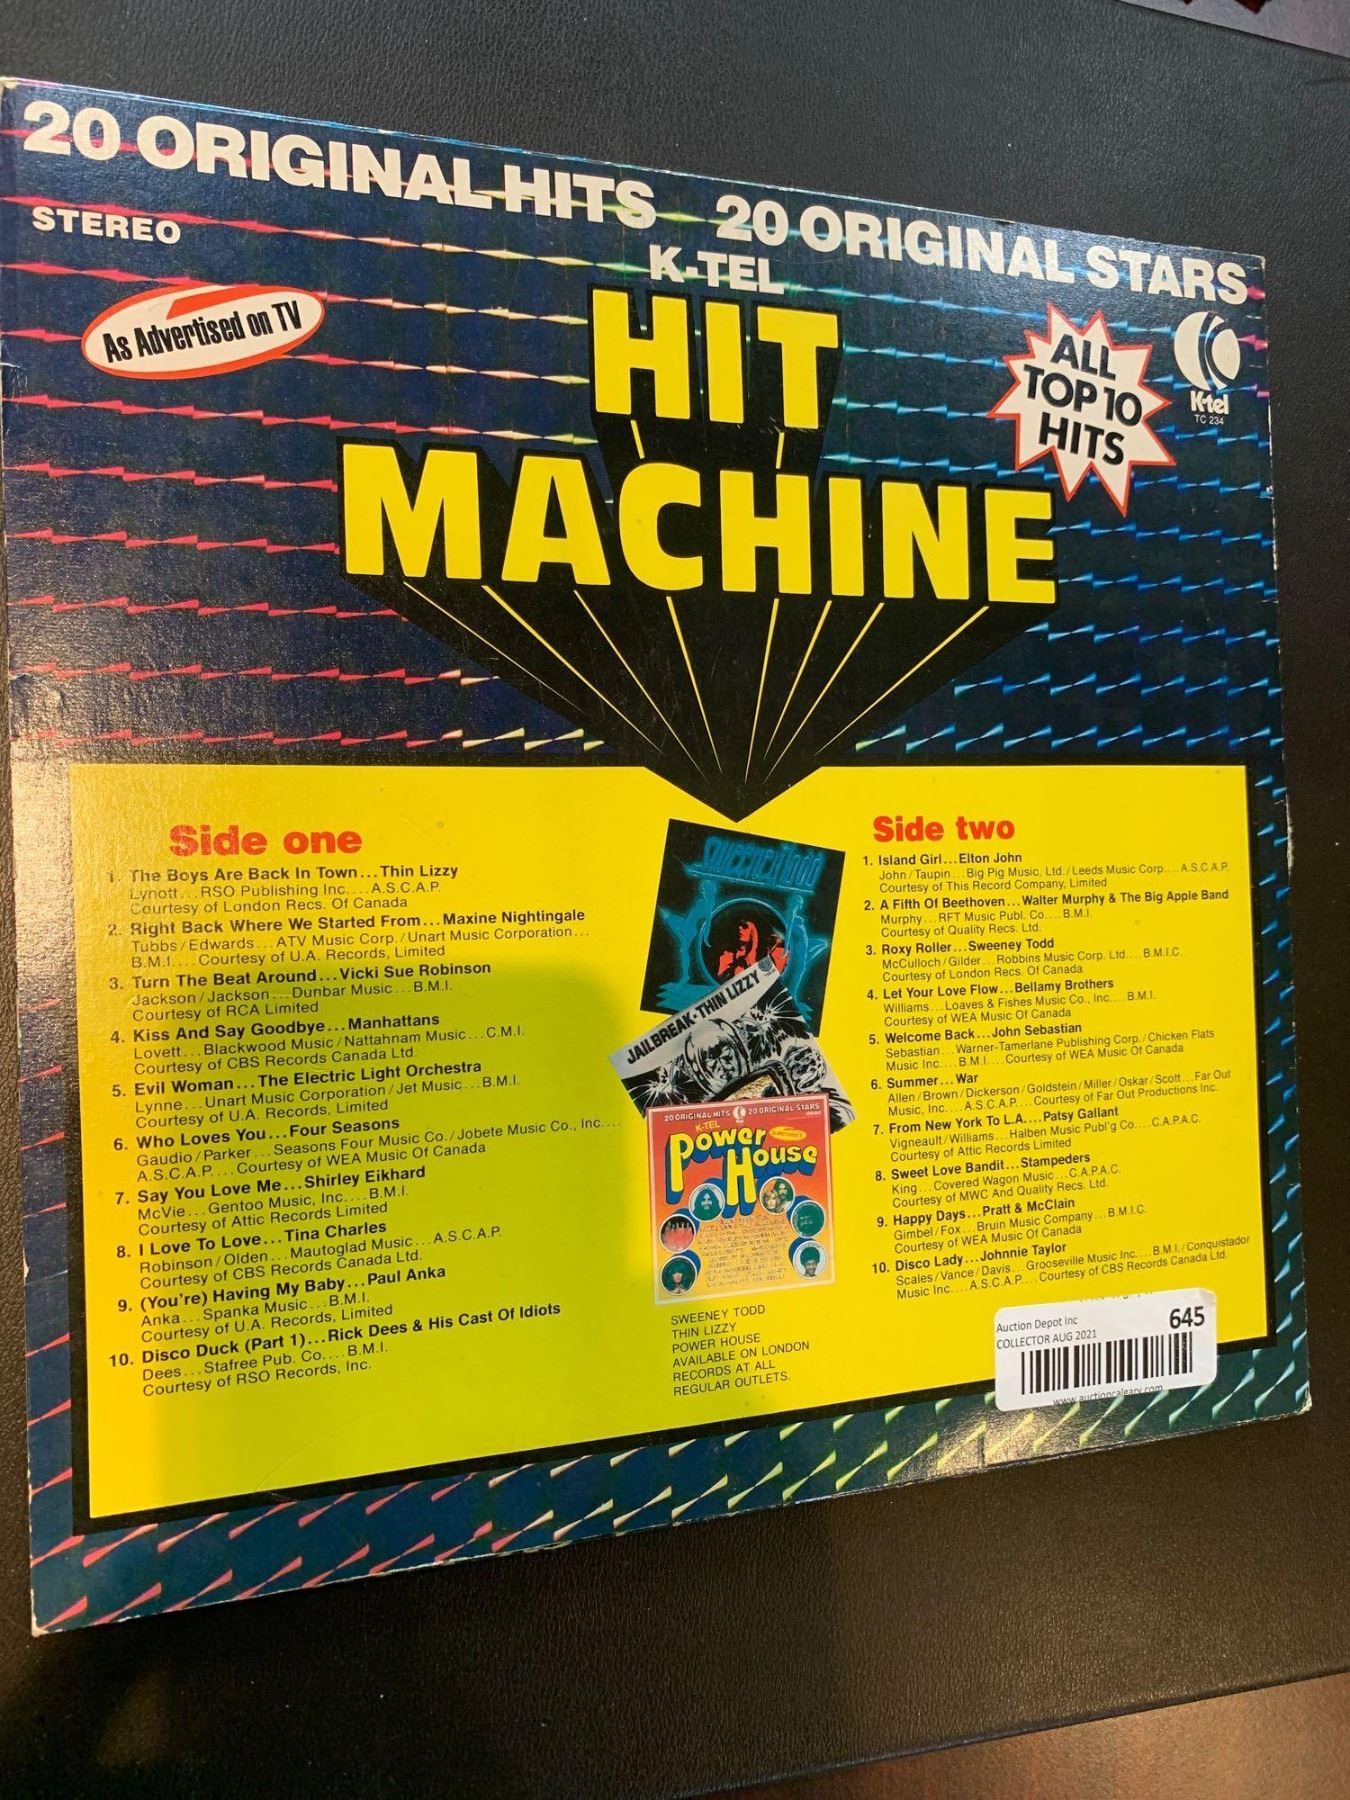 20 ORIGINAL HITS 20 ORIGINAL STARS
STEREO
K-TEL
HIT
MACHINE
As Advertised on TV
ALL
TOP 10
HITS
K-tel
TC 234
Side one
1. The Boys Are Back In Town...Thin Lizzy
Lynott...RSO Publishing Inc....A.S.C.A.P.
Courtesy of London Recs. Of Canada
2. Right Back Where We Started From...Maxine Nightingale
Tubbs/Edwards...ATV Music Corp./Unart Music Corporation...
B.M.I....Courtesy of U.A. Records, Limited
3. Turn The Beat Around...Vicki Sue Robinson
Jackson/Jackson...Dunbar Music...B.M.I.
Courtesy of RCA Limited
4. Kiss And Say Goodbye...Manhattans
Lovett...Blackwood Music/Nattahnam Music...C.M.I.
Courtesy of CBS Records Canada Ltd.
5. Evil Woman...The Electric Light Orchestra
Lynne...Unart Music Corporation/Jet Music...B.M.I.
Courtesy of U.A. Records, Limited
6. Who Loves You...Four Seasons
Gaudio/Parker...Seasons Four Music Co./Jobete Music Co., Inc....
A.S.C.A.P....Courtesy of WEA Music Of Canada
7. Say You Love Me...Shirley Eikhard
McVie...Gentoo Music, Inc....B.M.I.
Courtesy of Attic Records Limited
8. I Love To Love...Tina Charles
Robinson/Olden...Mautoglad Music...A.S.C.A.P.
Courtesy of CBS Records Canada Ltd.
9. (You're) Having My Baby...Paul Anka
Anka...Spanka Music...B.M.I.
Courtesy of U.A. Records, Limited
10. Disco Duck (Part 1)...Rick Dees & His Cast Of Idiots
Dees...Stafree Pub. Co....B.M.I.
Courtesy of RSO Records, Inc.
JAILBREAK·THIN LIZZY
20 ORIGINAL HITS 20 ORIGINAL STARS
K-TEL
Power
House
SWEENEY TODD
THIN LIZZY
POWER HOUSE
AVAILABLE ON LONDON
RECORDS AT ALL
REGULAR OUTLETS.
Side two
1. Island Girl...Elton John
John/Taupin...Big Pig Music, Ltd./Leeds Music Corp....A.S.C.A.P.
Courtesy of This Record Company, Limited
2. A Fifth Of Beethoven...Walter Murphy & The Big Apple Band
Murphy...RFT Music Publ. Co....B.M.I.
Courtesy of Quality Recs. Ltd.
3. Roxy Roller...Sweeney Todd
McCulloch/Gilder...Robbins Music Corp. Ltd....B.M.I.C.
Courtesy of London Recs. Of Canada
4. Let Your Love Flow...Bellamy Brothers
Williams...Loaves & Fishes Music Co., Inc....B.M.I.
Courtesy of WEA Music Of Canada
5. Welcome Back...John Sebastian
Sebastian...Warner-Tamerlane Publishing Corp./Chicken Flats
Music Inc....B.M.I....Courtesy of WEA Music Of Canada
6. Summer...War
Allen/Brown/Dickerson/Goldstein/Miller/Oskar/Scott...Far Out
Music, Inc....A.S.C.A.P....Courtesy of Far Out Productions Inc.
7. From New York To L.A....Patsy Gallant
Vigneault/Williams...Halben Music Publ'g Co....C.A.P.A.C.
Courtesy of Attic Records Limited
8. Sweet Love Bandit...Stampeders
King...Covered Wagon Music...C.A.P.A.C.
Courtesy of MWC And Quality Recs. Ltd.
9. Happy Days...Pratt & McClain
Gimbel/Fox...Bruin Music Company...B.M.I.C.
Courtesy of WEA Music Of Canada
10. Disco Lady...Johnnie Taylor
Scales/Vance/Davis...Grooseville Music Inc....B.M.I./Conquistador
Music Inc....A.S.C.A.P....Courtesy of CBS Records Canada Ltd.
Auction Depot Inc 645
COLLECTOR AUG 2021
www.auctioncalgary.com